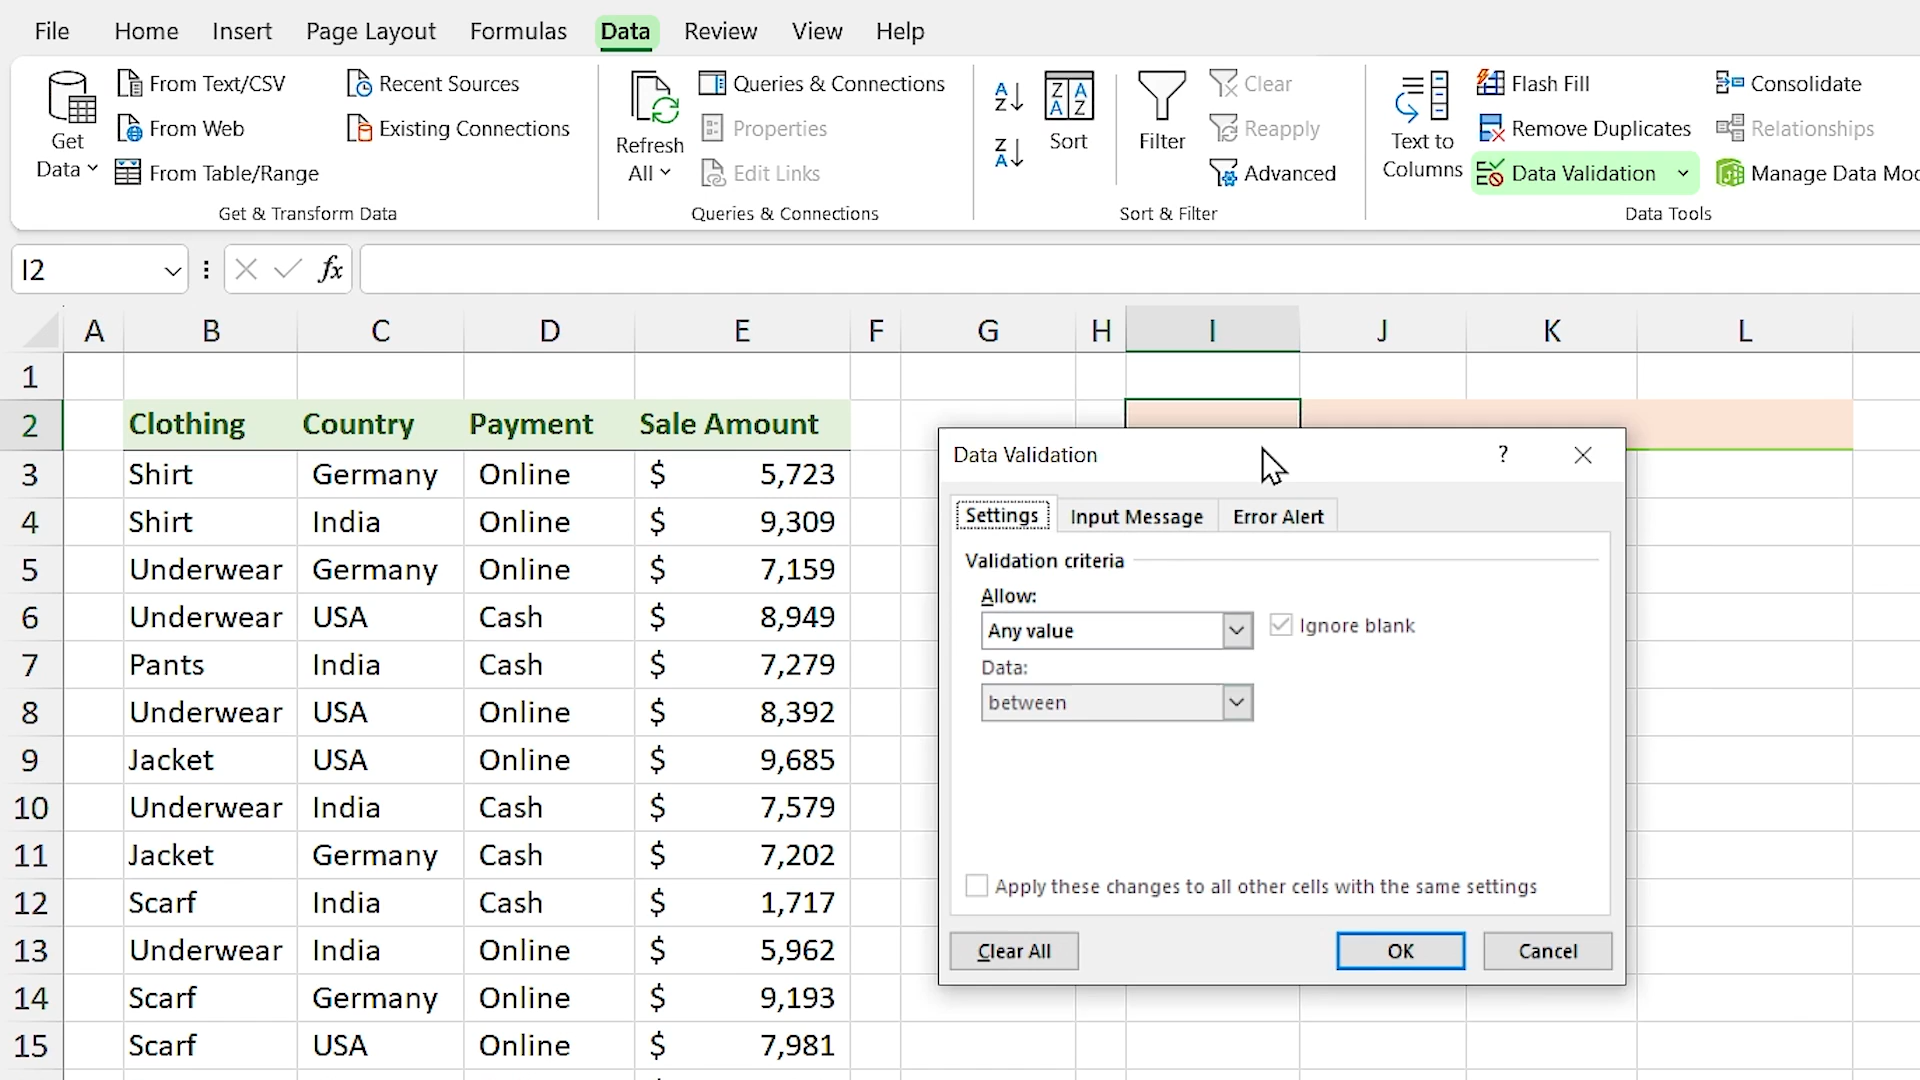 File Home Insert Page Layout Formulas Data Review View Help
Get Data
From Text/CSV
From Web
From Table/Range
Recent Sources
Existing Connections
Get & Transform Data
Refresh All
Queries & Connections
Properties
Edit Links
Queries & Connections
Sort
Filter
Clear
Reapply
Advanced
Sort & Filter
Text to Columns
Flash Fill
Remove Duplicates
Data Validation
Consolidate
Relationships
Manage Data Moc
Data Tools
I2 fx
A B C D E F G H I J K L
1
2 Clothing Country Payment Sale Amount
3 Shirt Germany Online $ 5,723
4 Shirt India Online $ 9,309
5 Underwear Germany Online $ 7,159
6 Underwear USA Cash $ 8,949
7 Pants India Cash $ 7,279
8 Underwear USA Online $ 8,392
9 Jacket USA Online $ 9,685
10 Underwear India Cash $ 7,579
11 Jacket Germany Cash $ 7,202
12 Scarf India Cash $ 1,717
13 Underwear India Online $ 5,962
14 Scarf Germany Online $ 9,193
15 Scarf USA Online $ 7,981
Data Validation ?
Settings Input Message Error Alert
Validation criteria
Allow:
Any value Ignore blank
Data:
between
Apply these changes to all other cells with the same settings
Clear All OK Cancel